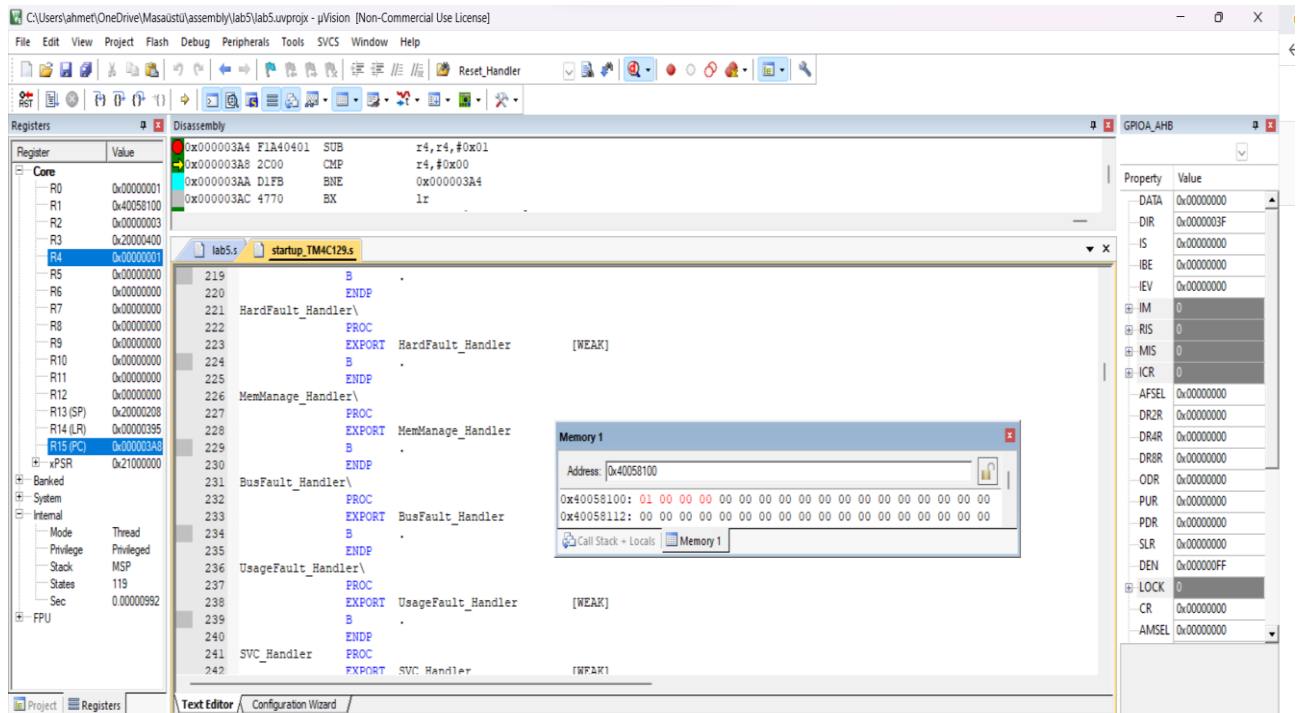 C:\Users\ahmet\OneDrive\Masaüstü\assembly\lab5\lab5.uvprojx - µVision [Non-Commercial Use License]
File Edit View Project Flash Debug Peripherals Tools SVCS Window Help
Reset_Handler
RST
Registers
Register Value
Core
R0 0x00000001
R1 0x40058100
R2 0x00000003
R3 0x20000400
R4 0x00000001
R5 0x00000000
R6 0x00000000
R7 0x00000000
R8 0x00000000
R9 0x00000000
R10 0x00000000
R11 0x00000000
R12 0x00000000
R13 (SP) 0x20000208
R14 (LR) 0x00000395
R15 (PC) 0x000003A8
xPSR 0x21000000
Banked
System
Internal
Mode Thread
Privilege Privileged
Stack MSP
States 119
Sec 0.00000992
FPU
Project Registers
Disassembly
0x000003A4 F1A40401 SUB r4,r4,#0x01
0x000003A8 2C00 CMP r4,#0x00
0x000003AA D1FB BNE 0x000003A4
0x000003AC 4770 BX lr
lab5.s startup_TM4C129.s
219 B .
220 ENDP
221 HardFault_Handler\
222 PROC
223 EXPORT HardFault_Handler [WEAK]
224 B .
225 ENDP
226 MemManage_Handler\
227 PROC
228 EXPORT MemManage_Handler
229 B .
230 ENDP
231 BusFault_Handler\
232 PROC
233 EXPORT BusFault_Handler
234 B .
235 ENDP
236 UsageFault_Handler\
237 PROC
238 EXPORT UsageFault_Handler [WEAK]
239 B .
240 ENDP
241 SVC_Handler PROC
242 EXPORT SVC_Handler [WEAK]
Text Editor Configuration Wizard
Memory 1
Address: 0x40058100
0x40058100: 01 00 00 00 00 00 00 00 00 00 00 00 00 00 00 00 00 00
0x40058112: 00 00 00 00 00 00 00 00 00 00 00 00 00 00 00 00 00 00
Call Stack + Locals Memory 1
GPIOA_AHB
Property Value
DATA 0x00000000
DIR 0x0000003F
IS 0x00000000
IBE 0x00000000
IEV 0x00000000
IM 0
RIS 0
MIS 0
ICR 0
AFSEL 0x00000000
DR2R 0x00000000
DR4R 0x00000000
DR8R 0x00000000
ODR 0x00000000
PUR 0x00000000
PDR 0x00000000
SLR 0x00000000
DEN 0x000000FF
LOCK 0
CR 0x00000000
AMSEL 0x00000000